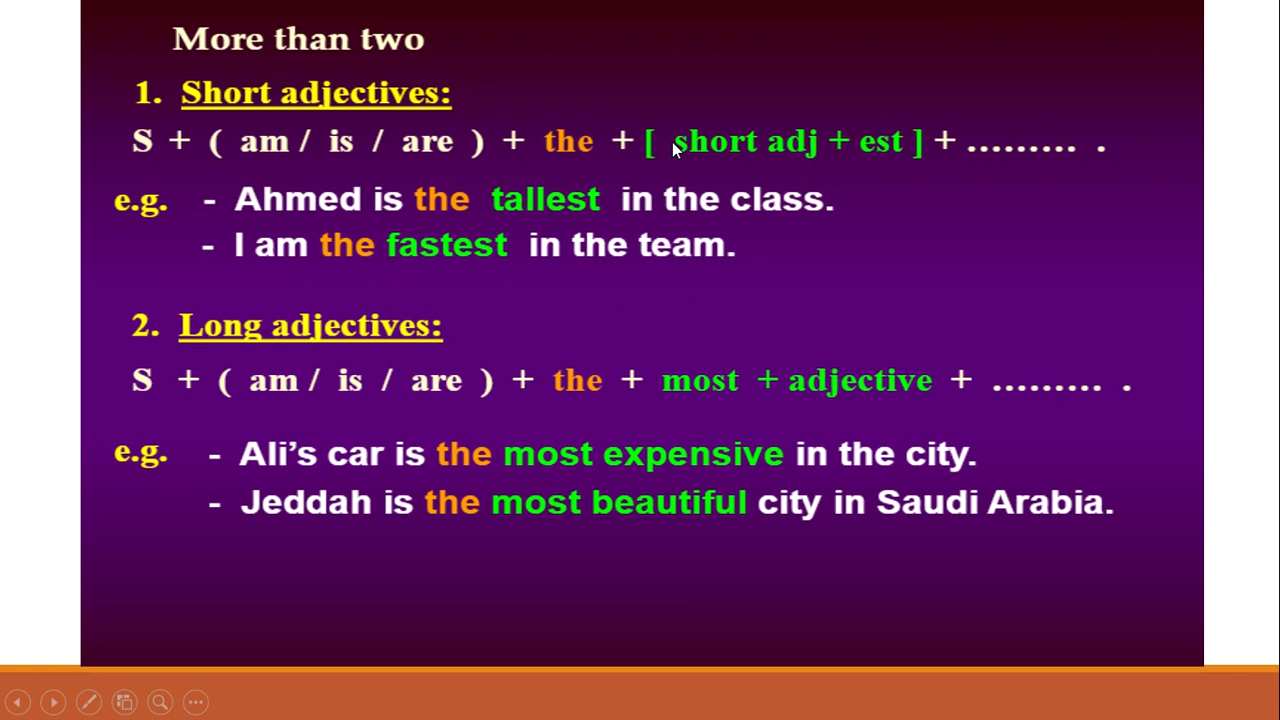 More than two
1. Short adjectives:
S + ( am / is / are ) + the + [ short adj + est ] + ......... .
e.g. - Ahmed is the tallest in the class.
- I am the fastest in the team.
2. Long adjectives:
S + ( am / is / are ) + the + most + adjective + ......... .
e.g. - Ali’s car is the most expensive in the city.
- Jeddah is the most beautiful city in Saudi Arabia.